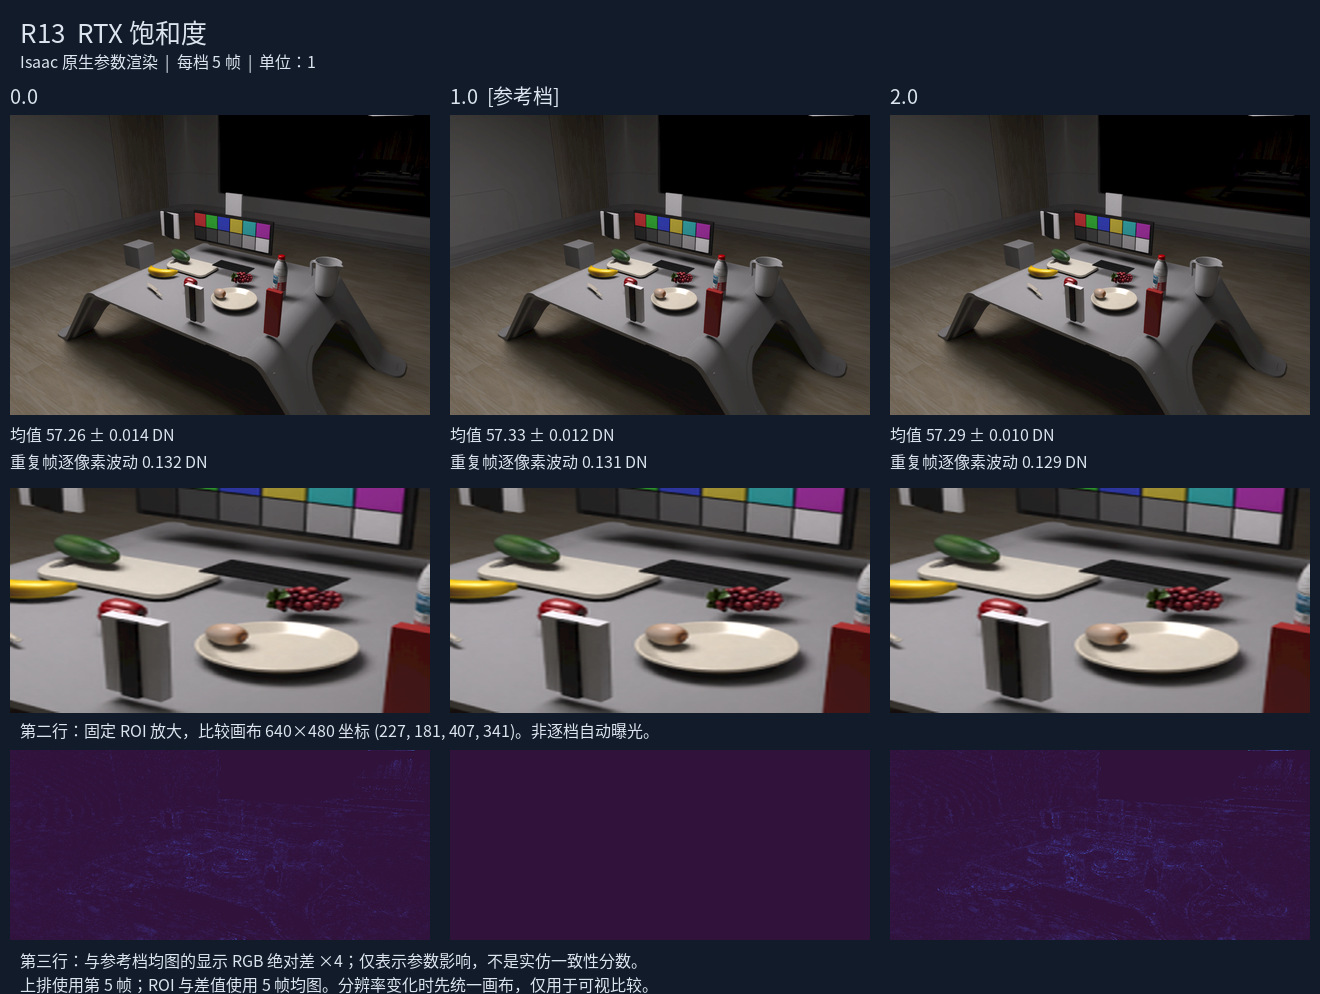 R13 RTX 饱和度
Isaac 原生参数渲染 | 每档 5 帧 | 单位：1
0.0
1.0 [参考档]
2.0
均值 57.26 ± 0.014 DN
重复帧逐像素波动 0.132 DN
均值 57.33 ± 0.012 DN
重复帧逐像素波动 0.131 DN
均值 57.29 ± 0.010 DN
重复帧逐像素波动 0.129 DN
第二行：固定 ROI 放大，比较画布 640×480 坐标 (227, 181, 407, 341)。非逐档自动曝光。
第三行：与参考档均图的显示 RGB 绝对差 ×4；仅表示参数影响，不是实仿一致性分数。
上排使用第 5 帧；ROI 与差值使用 5 帧均图。分辨率变化时先统一画布，仅用于可视比较。